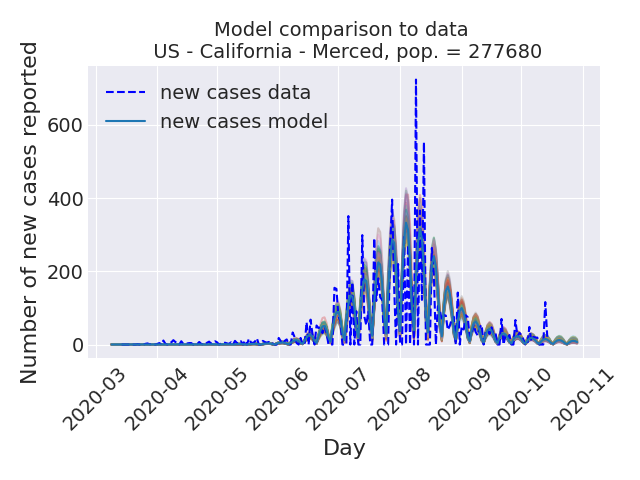 Model comparison to data
US - California - Merced, pop. = 277680
new cases data
new cases model
Number of new cases reported
600
400
200
0
2020-03
2020-04
2020-05
2020-06
2020-07
2020-08
2020-09
2020-10
2020-11
Day